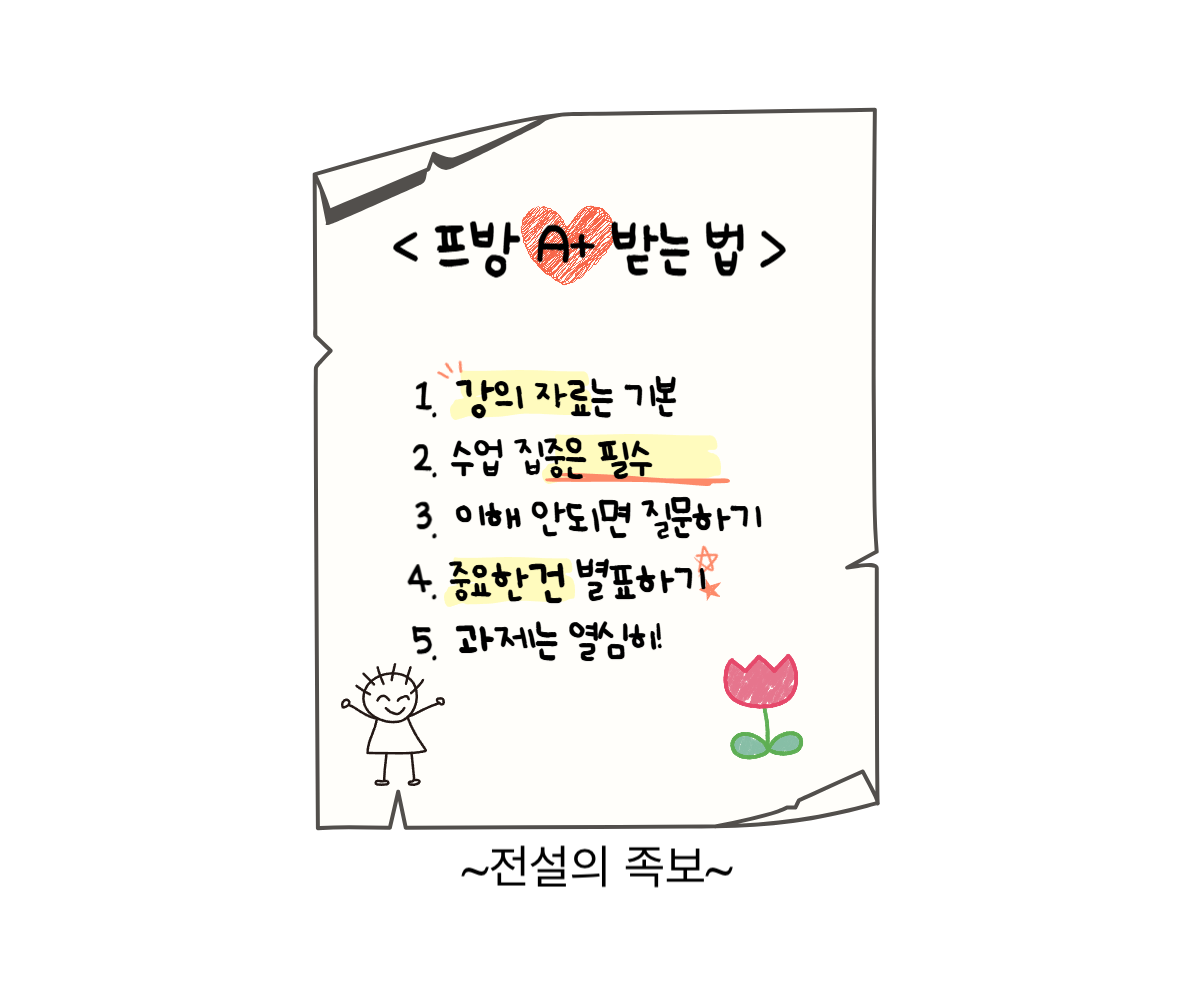 < 프방 A+ 받는 법 >
1. 강의 자료는 기본
2. 수업 집중은 필수
3. 이해 안되면 질문하기
4. 중요한건 별표하기
5. 과제는 열심히!
~전설의 족보~